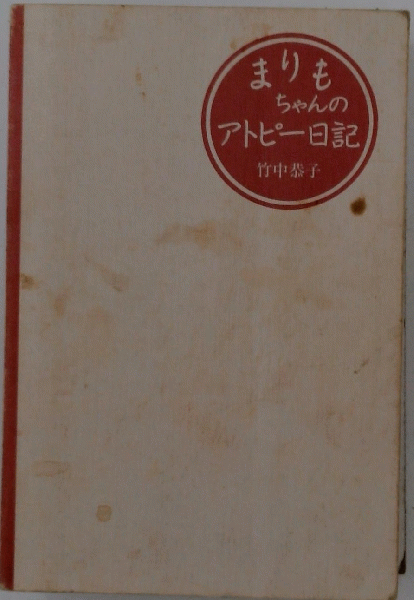 まりも
ちゃんの
アトピー日記
竹中恭子